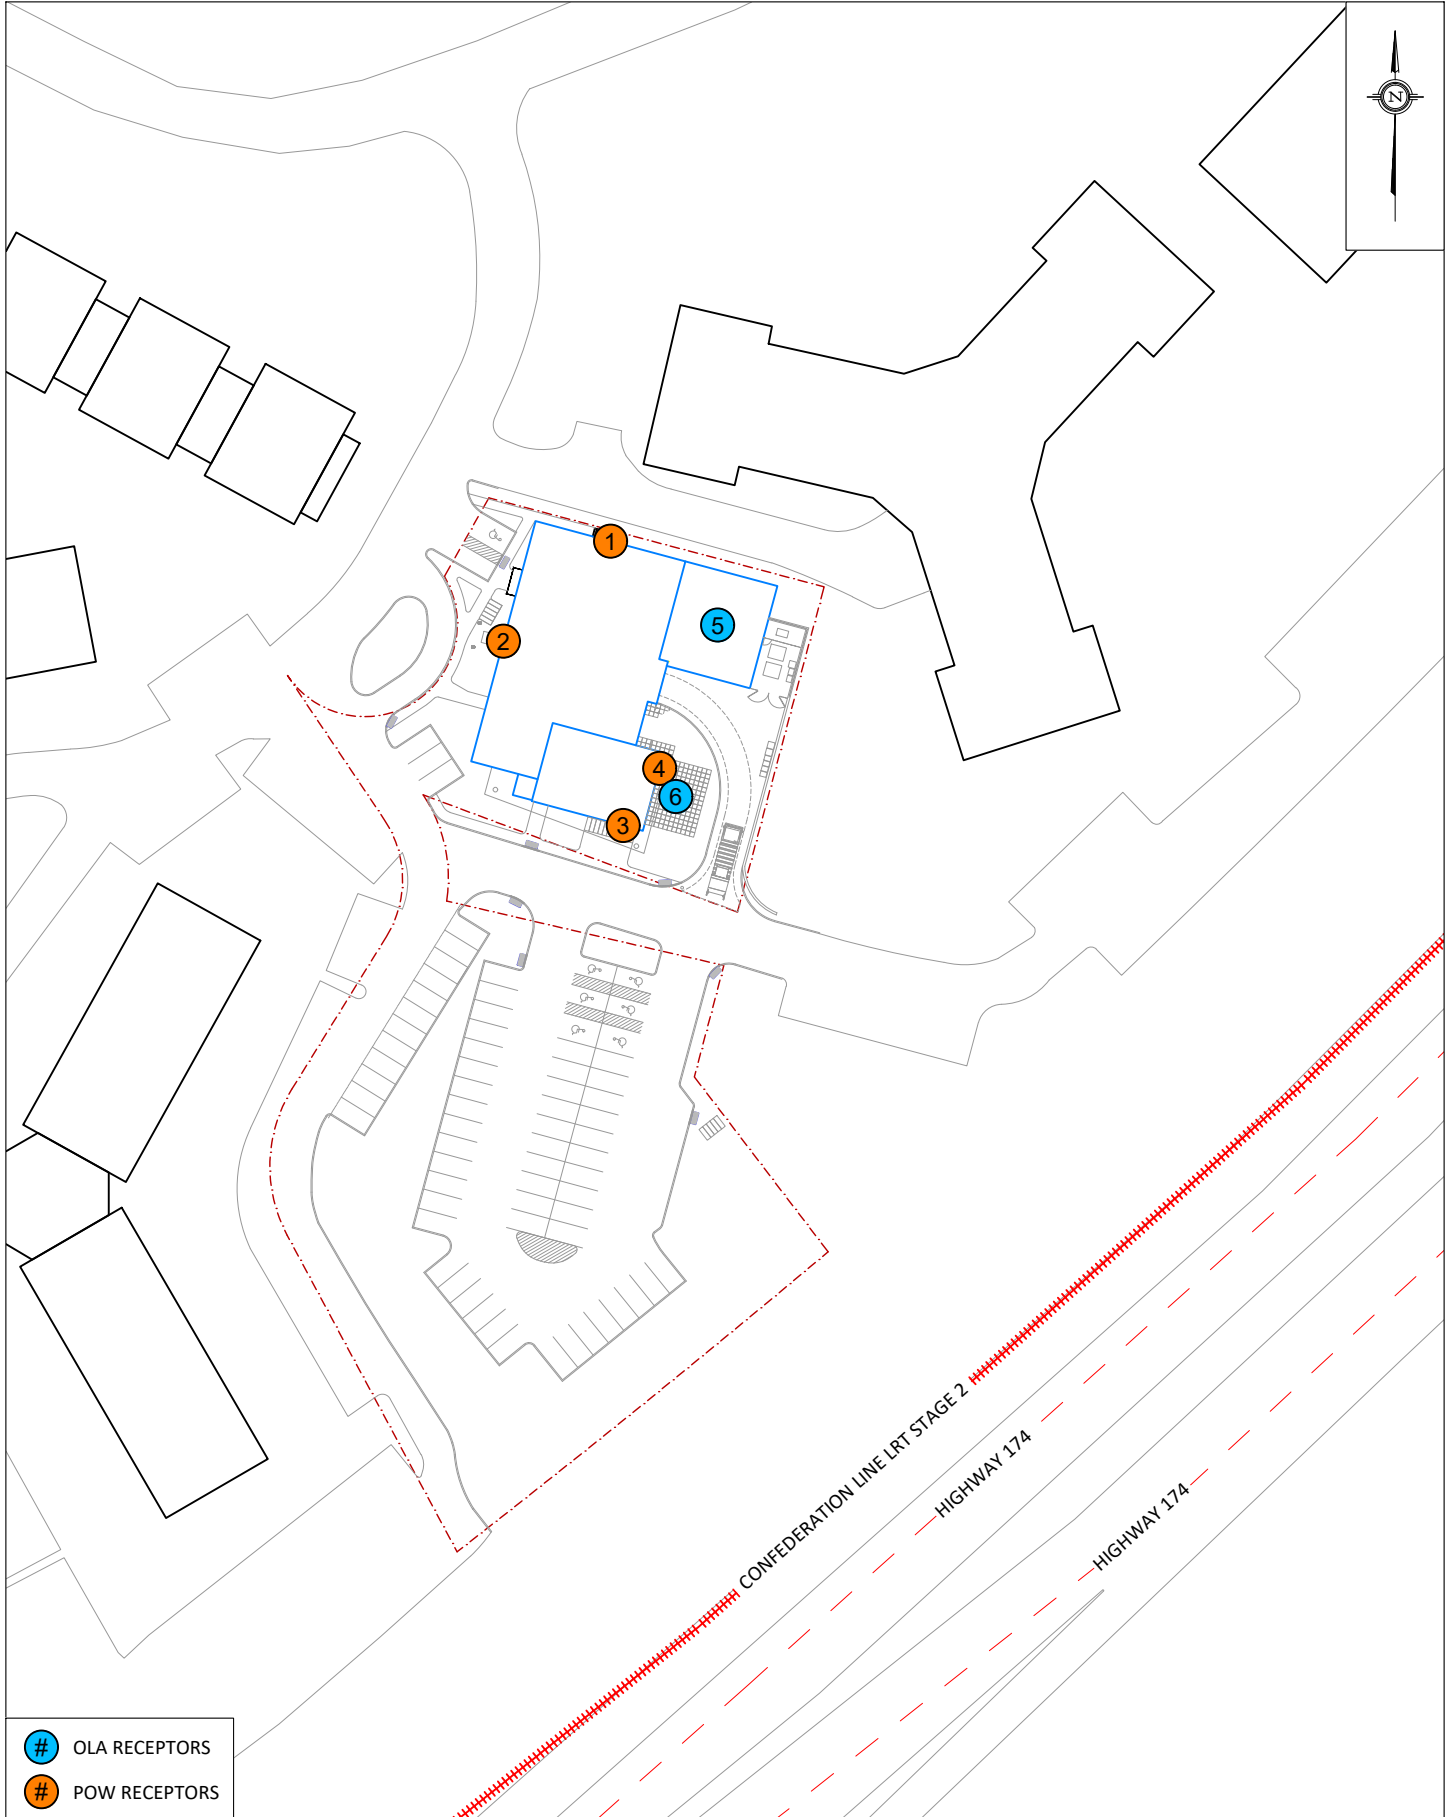 N
1
5
2
4
6
3
CONFEDERATION LINE LRT STAGE 2
HIGHWAY 174
HIGHWAY 174
# OLA RECEPTORS
# POW RECEPTORS